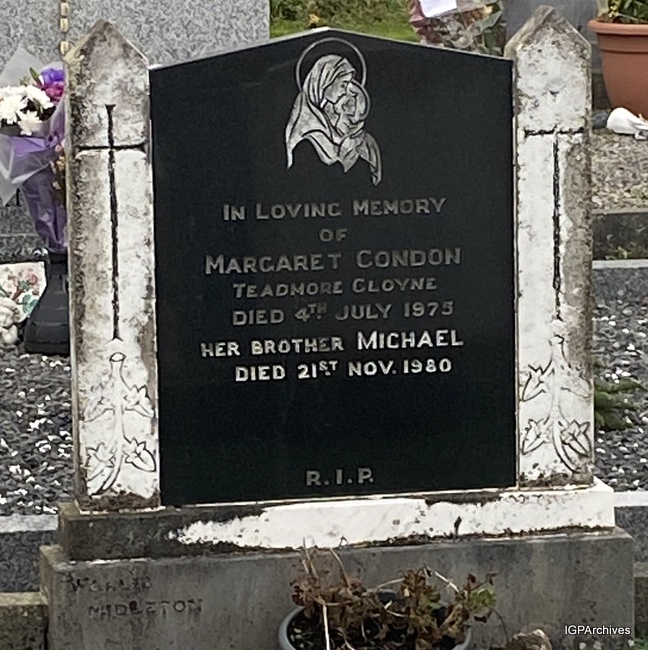 IN LOVING MEMORY
OF
MARGARET CONDON
TEADMORE CLOYNE
DIED 4TH JULY 1975
HER BROTHER MICHAEL
DIED 21ST NOV. 1980
R.I.P.
MIDLETON
IGPArchives